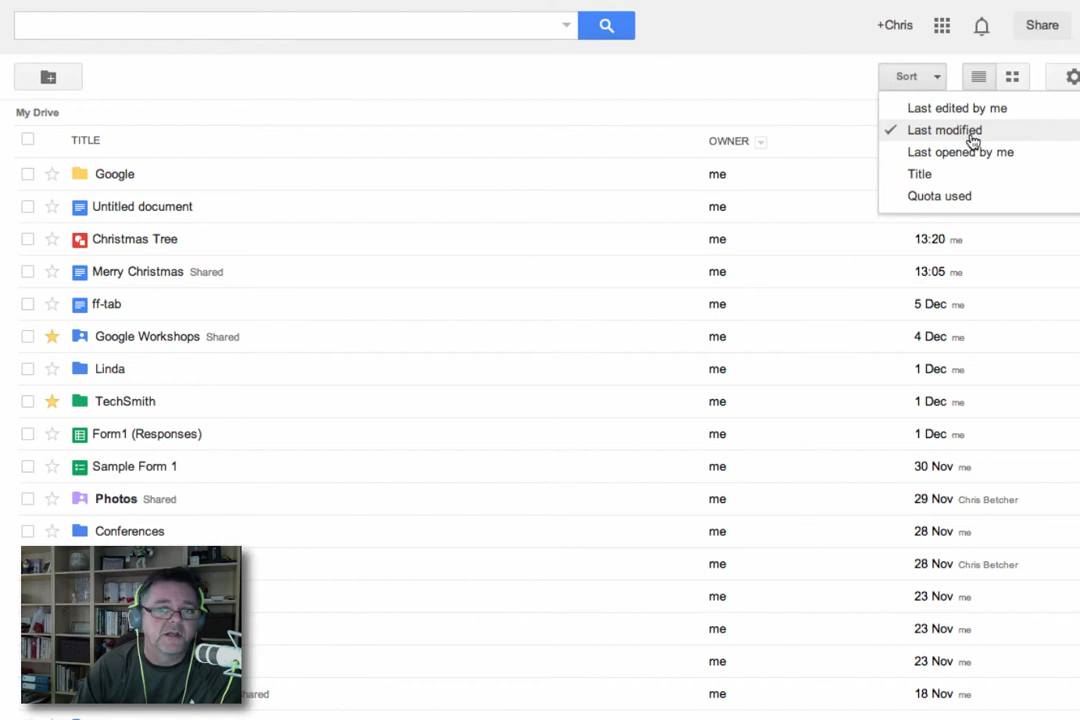 +Chris Share
Sort
My Drive
Last edited by me
Last modified
Last opened by me
Title
Quota used
TITLE OWNER
Google me
Untitled document me
Christmas Tree me 13:20 me
Merry Christmas Shared me 13:05 me
ff-tab me 5 Dec me
Google Workshops Shared me 4 Dec me
Linda me 1 Dec me
TechSmith me 1 Dec me
Form1 (Responses) me 1 Dec me
Sample Form 1 me 30 Nov me
Photos Shared me 29 Nov Chris Betcher
Conferences me 28 Nov me
me 28 Nov Chris Betcher
me 23 Nov me
me 23 Nov me
me 23 Nov me
Shared me 18 Nov me